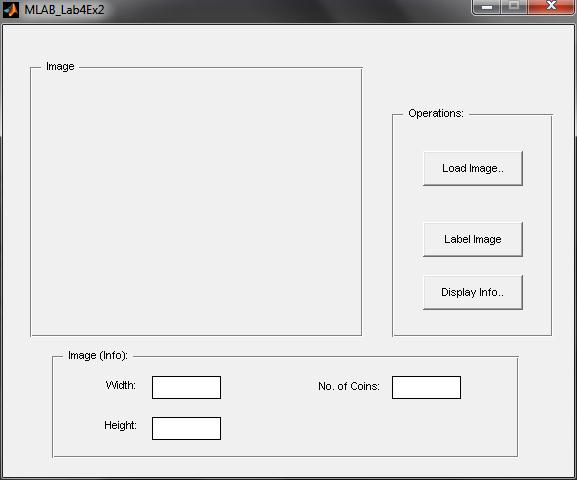 MLAB_Lab4Ex2
Image
Operations:
Load Image..
Label Image
Display Info..
Image (Info):
Width:
No. of Coins:
Height: